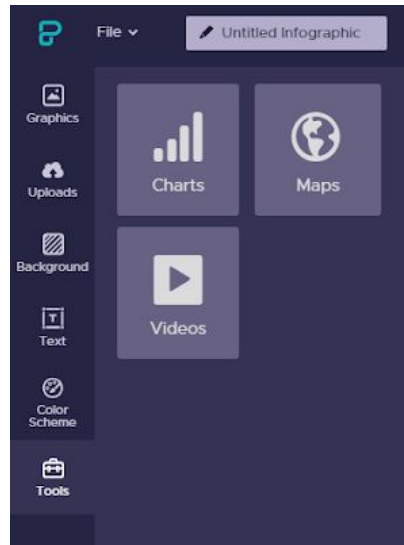 File
Untitled Infographic
Graphics
Uploads
Background
Text
Color
Scheme
Tools
Charts
Maps
Videos